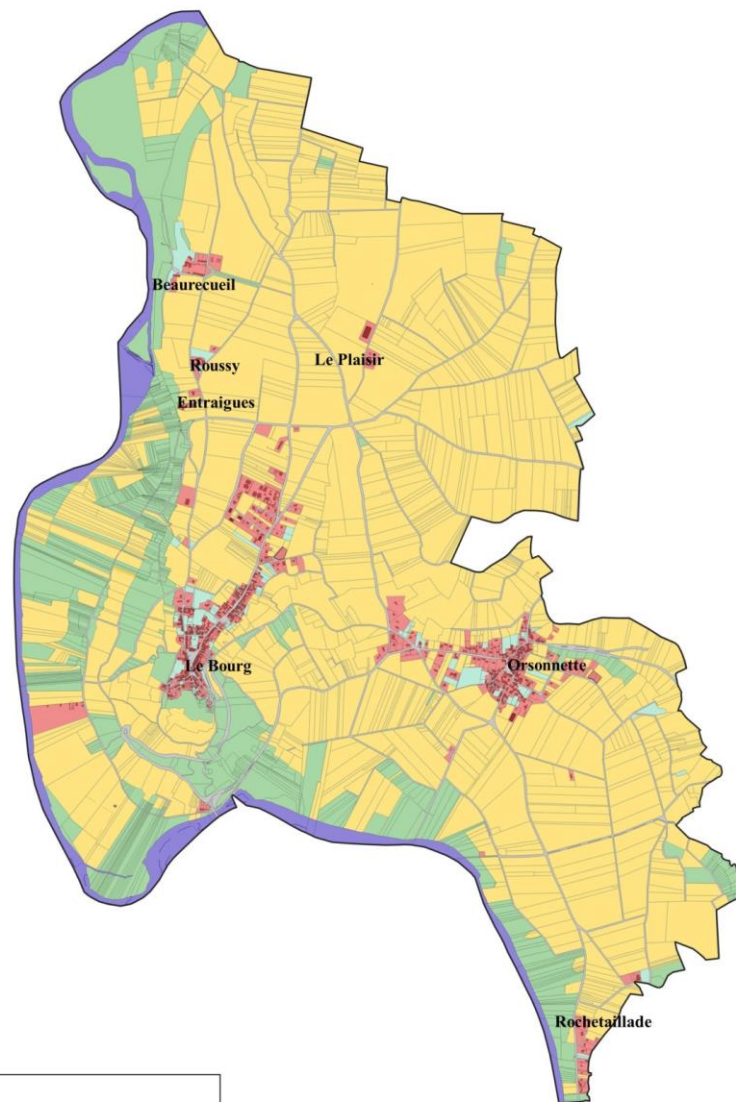 Beaurecueil
Le Plaisir
Roussy
Entraigues
Le Bourg
Orsonnette
Rochetaillade